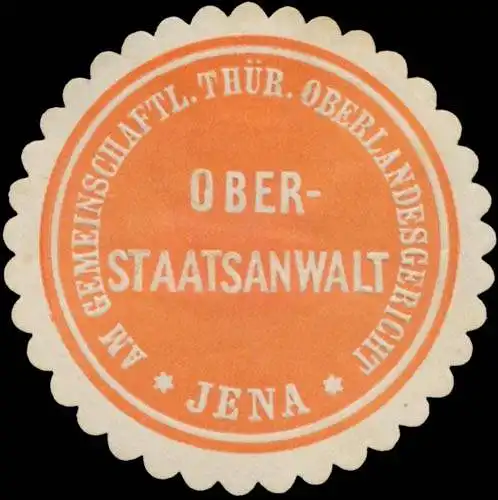 AM GEMEINSCHAFTL. THÜR. OBERLANDESGERICHT
OBER-
STAATSANWALT
* JENA *